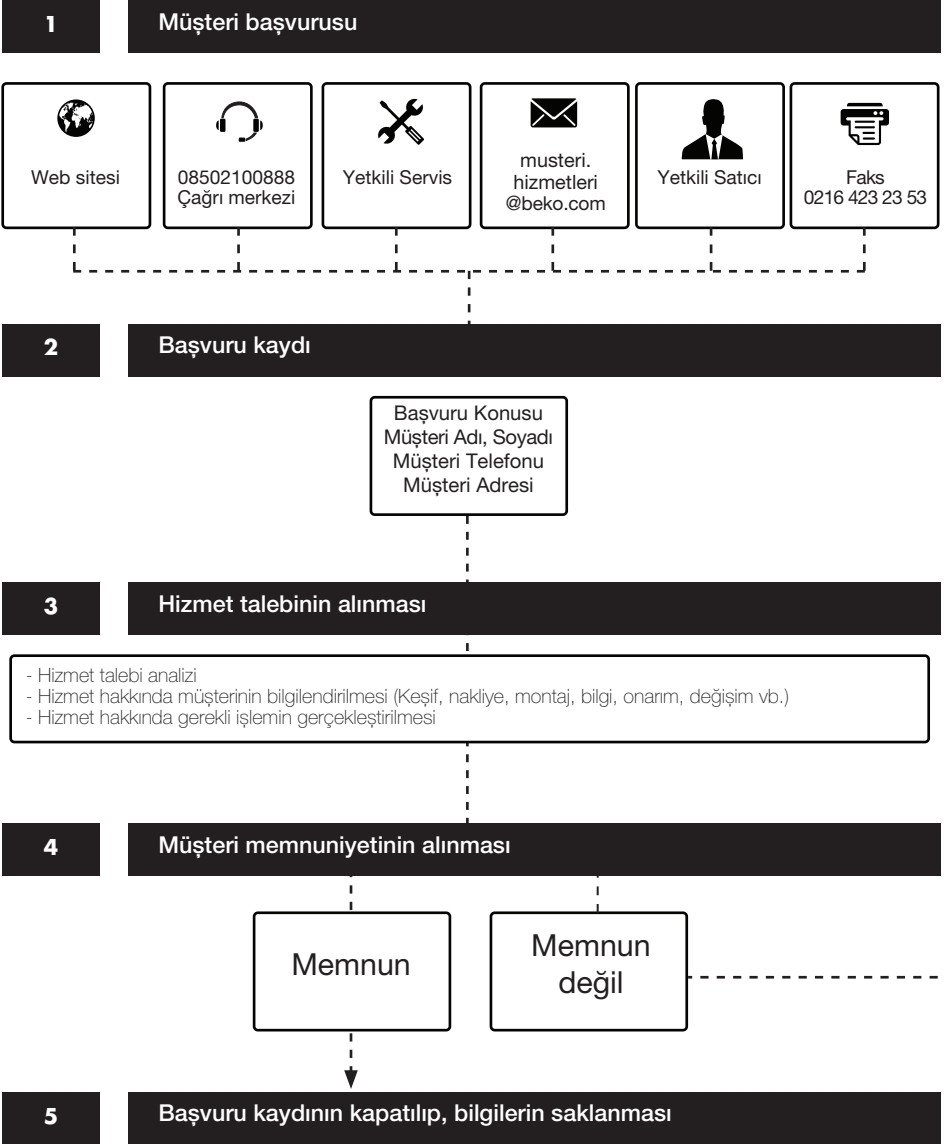 1 Müşteri başvurusu
Web sitesi
08502100888
Çağrı merkezi
Yetkili Servis
musteri.
hizmetleri
@beko.com
Yetkili Satıcı
Faks
0216 423 23 53
2 Başvuru kaydı
Başvuru Konusu
Müşteri Adı, Soyadı
Müşteri Telefonu
Müşteri Adresi
3 Hizmet talebinin alınması
- Hizmet talebi analizi
- Hizmet hakkında müşterinin bilgilendirilmesi (Keşif, nakliye, montaj, bilgi, onarım, değişim vb.)
- Hizmet hakkında gerekli işlemin gerçekleştirilmesi
4 Müşteri memnuniyetinin alınması
Memnun
Memnun
değil
5 Başvuru kaydının kapatılıp, bilgilerin saklanması